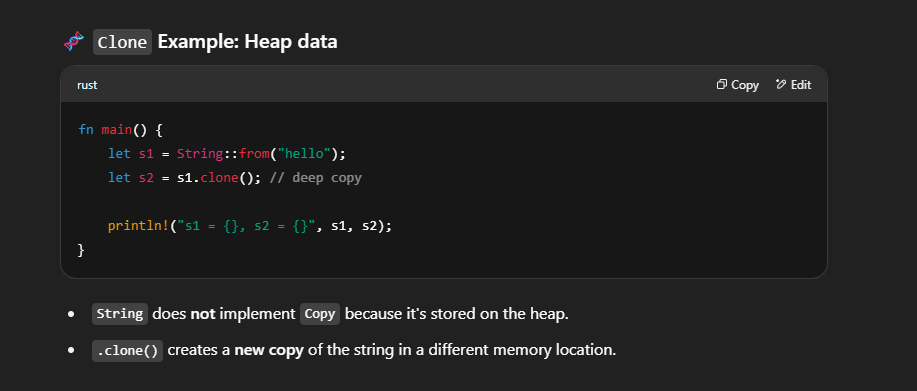 Clone Example: Heap data
rust Copy Edit
fn main() {
    let s1 = String::from("hello");
    let s2 = s1.clone(); // deep copy

    println!("s1 = {}, s2 = {}", s1, s2);
}
• String does not implement Copy because it's stored on the heap.
• .clone() creates a new copy of the string in a different memory location.